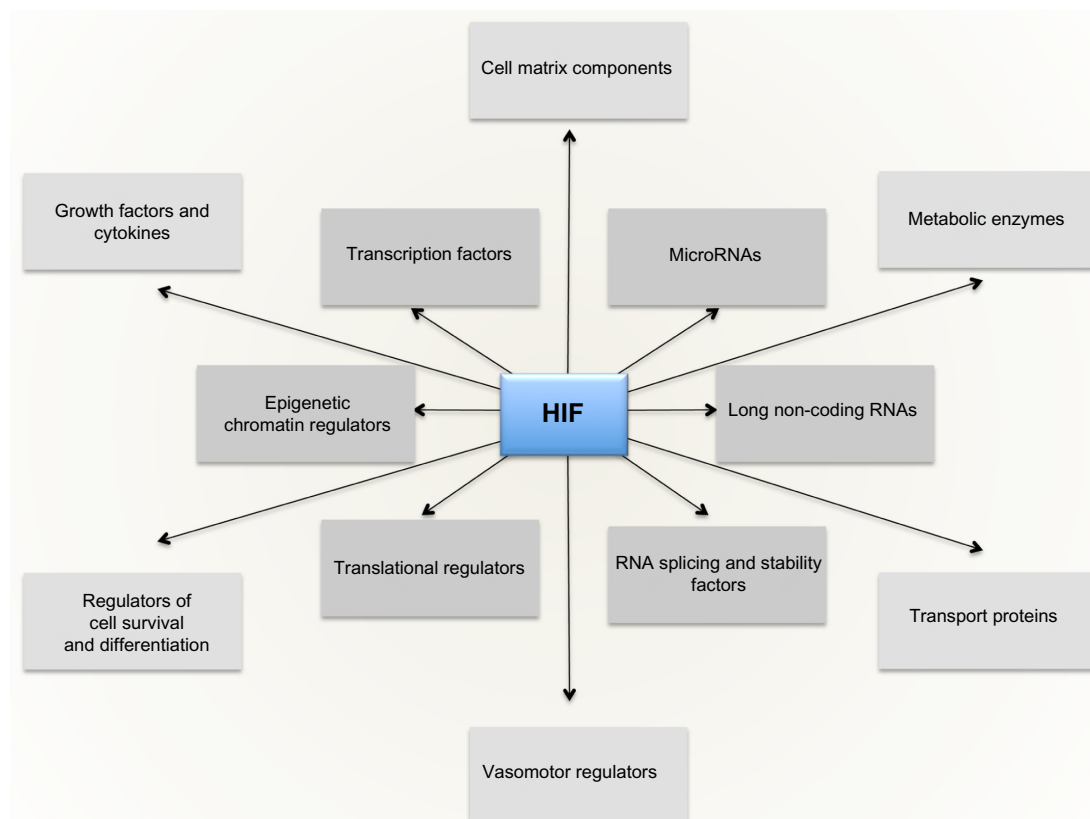 Cell matrix components
Growth factors and
cytokines
Metabolic enzymes
Transcription factors
MicroRNAs
Epigenetic
chromatin regulators
HIF
Long non-coding RNAs
Translational regulators
RNA splicing and stability
factors
Regulators of
cell survival
and differentiation
Transport proteins
Vasomotor regulators